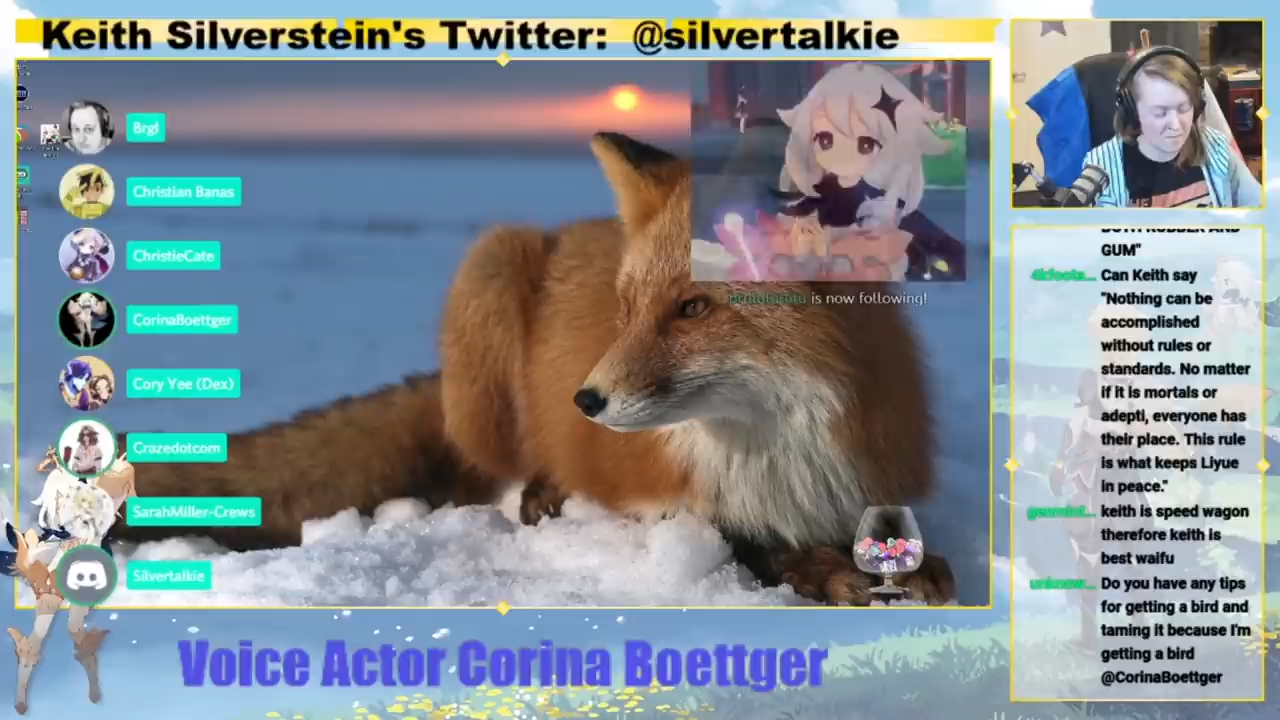 Keith Silverstein's Twitter: @silvertalkie
Brgl
Christian Banas
ChristieCate
CorinaBoettger
Cory Yee (Dex)
Crazedotcom
SarahMiller-Crews
Silvertalkie
is now following!
Voice Actor Corina Boettger
GUM"
Can Keith say
"Nothing can be
accomplished
without rules or
standards. No matter
if it is mortals or
adepti, everyone has
their place. This rule
is what keeps Liyue
in peace."
keith is speed wagon
therefore keith is
best waifu
Do you have any tips
for getting a bird and
taming it because I'm
getting a bird
@CorinaBoettger